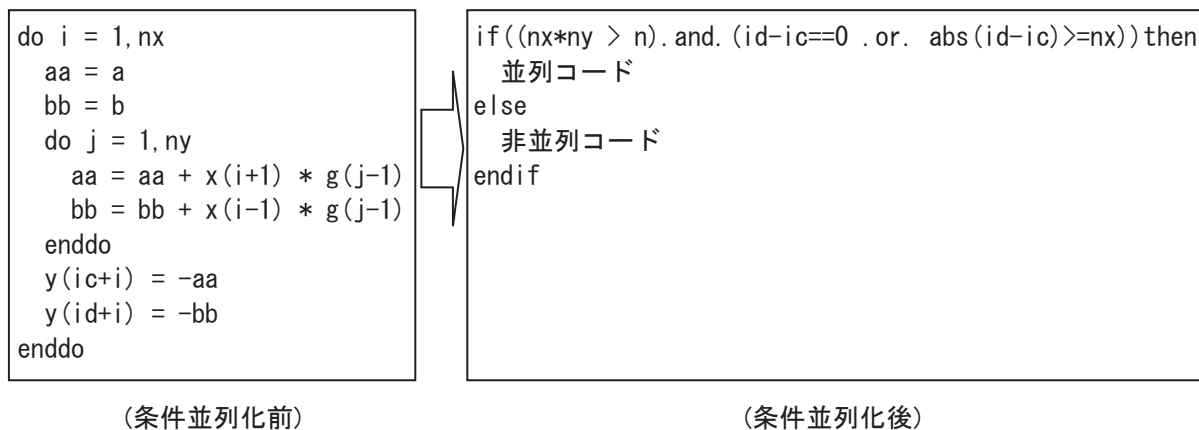 do i = 1,nx
  aa = a
  bb = b
  do j = 1,ny
    aa = aa + x(i+1) * g(j-1)
    bb = bb + x(i-1) * g(j-1)
  enddo
  y(ic+i) = -aa
  y(id+i) = -bb
enddo
(条件並列化前)
if((nx*ny > n).and.(id-ic==0 .or. abs(id-ic)>=nx))then
  並列コード
else
  非並列コード
endif
(条件並列化後)